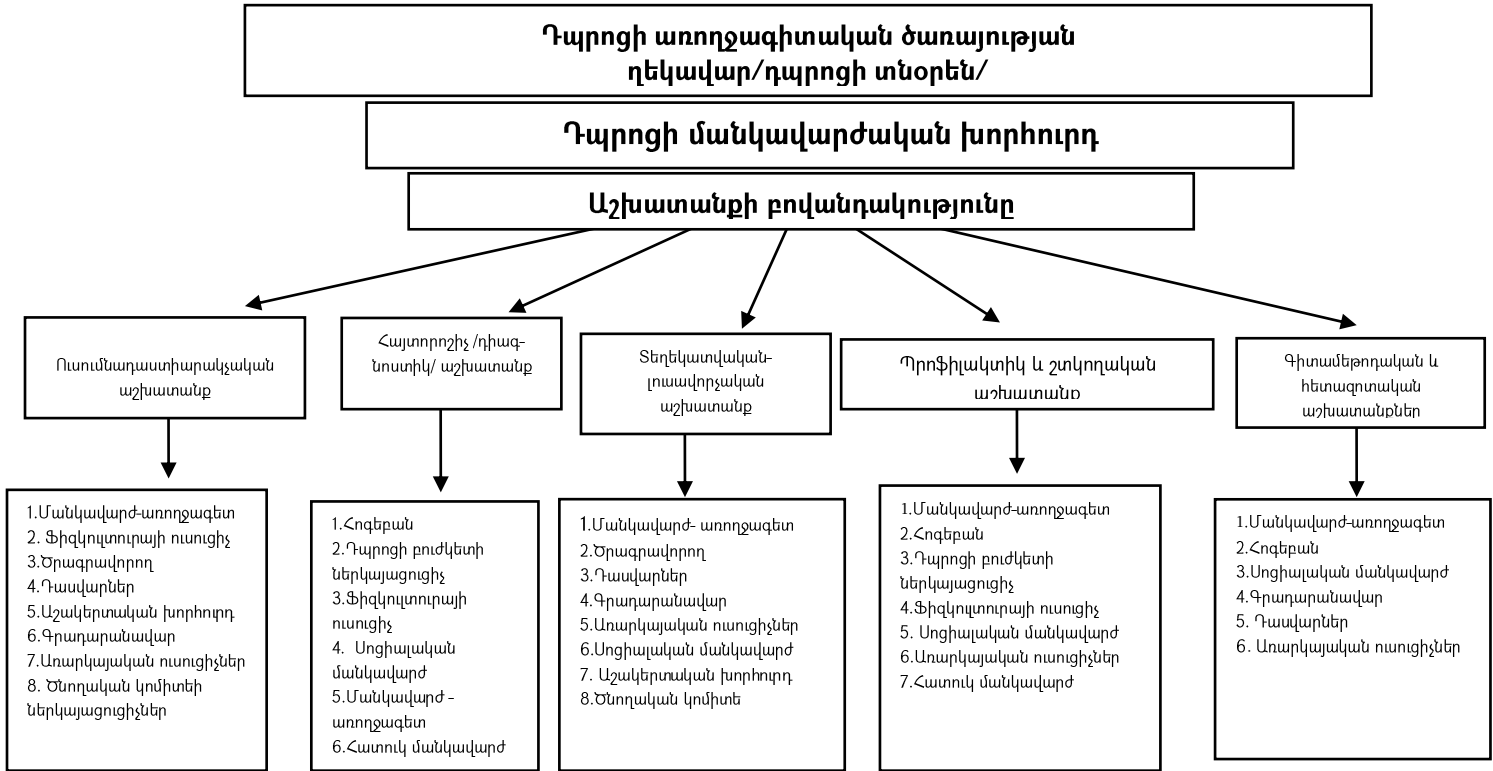 Դպրոցի առողջագիտական ծառայության
ղեկավար/դպրոցի տնօրեն/
Դպրոցի մանկավարժական խորհուրդ
Աշխատանքի բովանդակությունը
Ուսումնադաստիարակչական
աշխատանք
Հայտորոշիչ /դիագ-
նոստիկ/ աշխատանք
Տեղեկատվական-
լուսավորչական
աշխատանք
Պրոֆիլակտիկ և շտկողական
աշխատանք
Գիտամեթոդական և
հետազոտական
աշխատանքներ
1.Մանկավարժ-առողջագետ
2. Ֆիզկուլտուրայի ուսուցիչ
3.Ծրագրավորող
4.Դասվարներ
5.Աշակերտական խորհուրդ
6.Գրադարանավար
7.Առարկայական ուսուցիչներ
8. Ծնողական կոմիտեի
ներկայացուցիչներ
1.Հոգեբան
2.Դպրոցի բուժկետի
ներկայացուցիչ
3.Ֆիզկուլտուրայի
ուսուցիչ
4. Սոցիալական
մանկավարժ
5.Մանկավարժ -
առողջագետ
6.Հատուկ մանկավարժ
1.Մանկավարժ- առողջագետ
2.Ծրագրավորող
3.Դասվարներ
4.Գրադարանավար
5.Առարկայական ուսուցիչներ
6.Սոցիալական մանկավարժ
7. Աշակերտական խորհուրդ
8.Ծնողական կոմիտե
1.Մանկավարժ-առողջագետ
2.Հոգեբան
3.Դպրոցի բուժկետի
ներկայացուցիչ
4.Ֆիզկուլտուրայի ուսուցիչ
5. Սոցիալական մանկավարժ
6.Առարկայական ուսուցիչներ
7.Հատուկ մանկավարժ
1.Մանկավարժ-առողջագետ
2.Հոգեբան
3.Սոցիալական մանկավարժ
4.Գրադարանավար
5. Դասվարներ
6. Առարկայական ուսուցիչներ